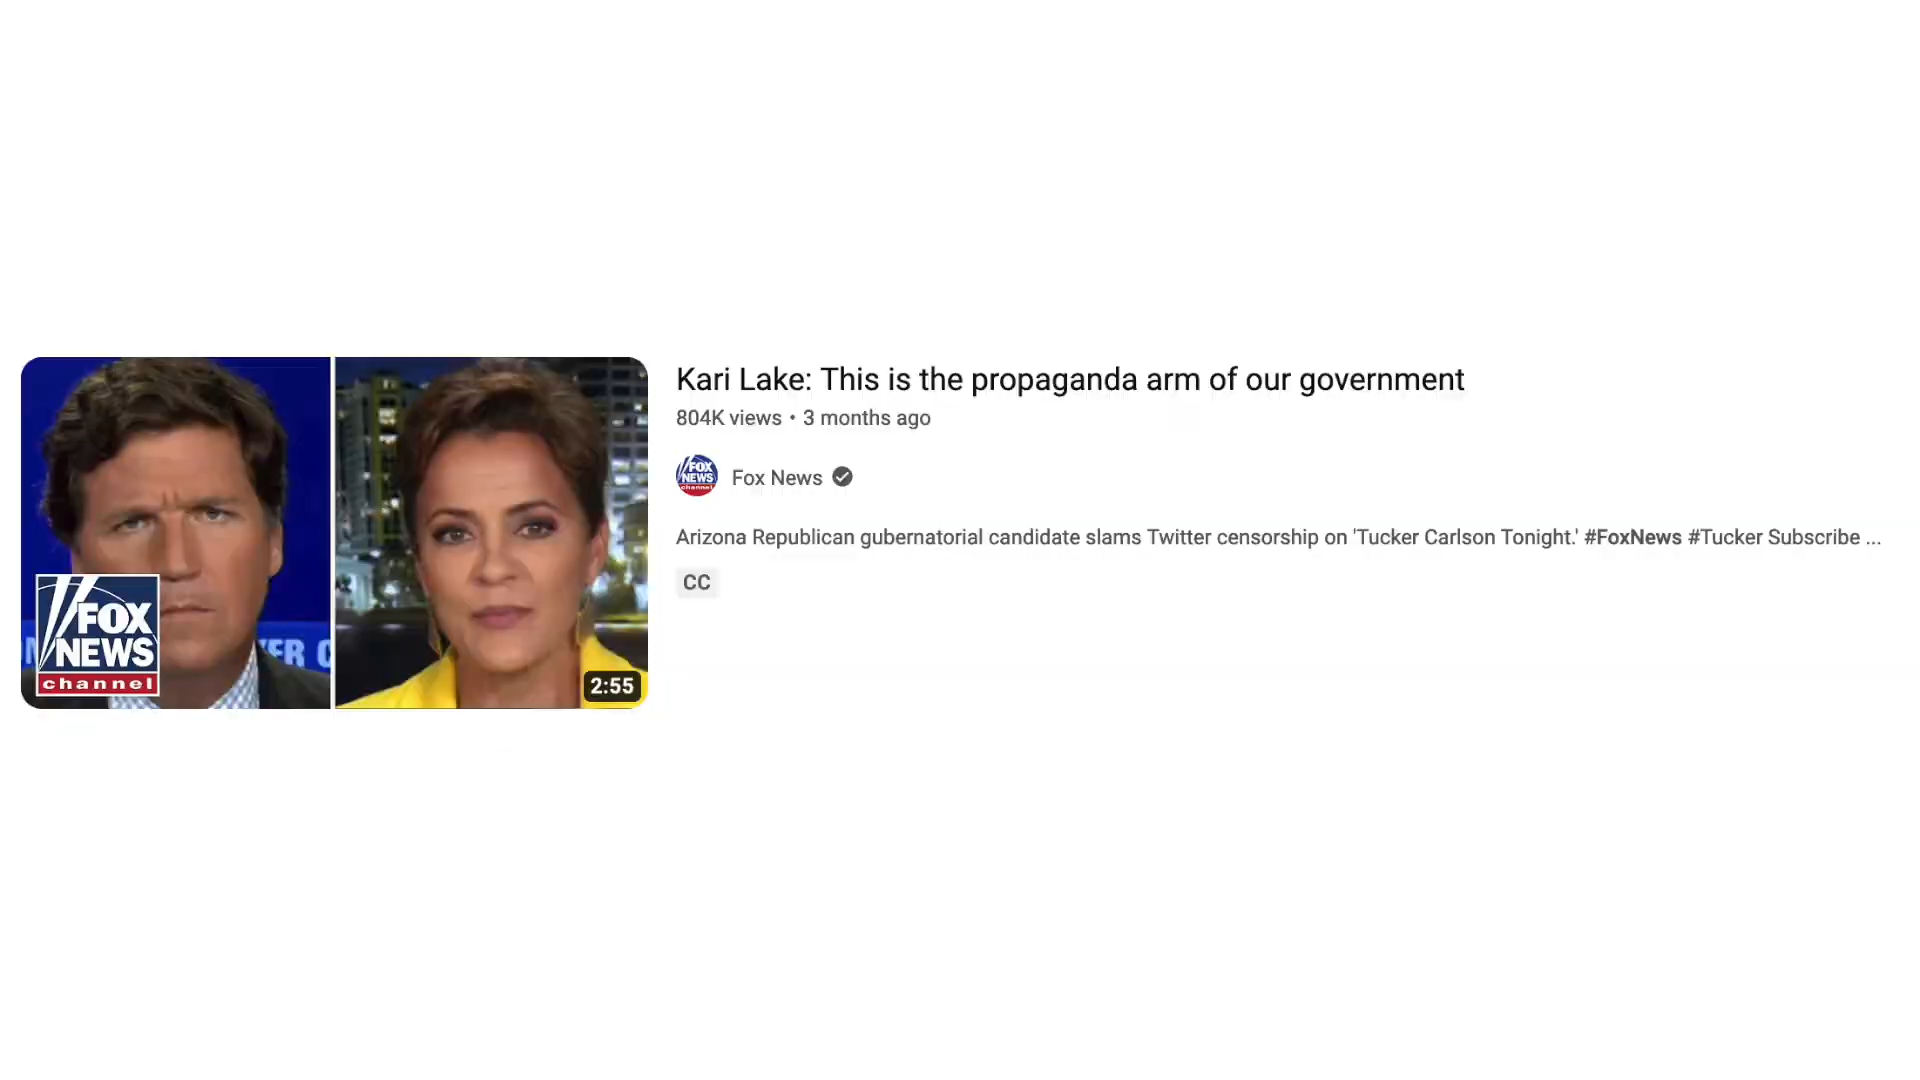 Kari Lake: This is the propaganda arm of our government
804K views • 3 months ago
FOX
NEWS
channel
Fox News
Arizona Republican gubernatorial candidate slams Twitter censorship on 'Tucker Carlson Tonight.' #FoxNews #Tucker Subscribe ...
CC
FOX
NEWS
channel
ER C
2:55